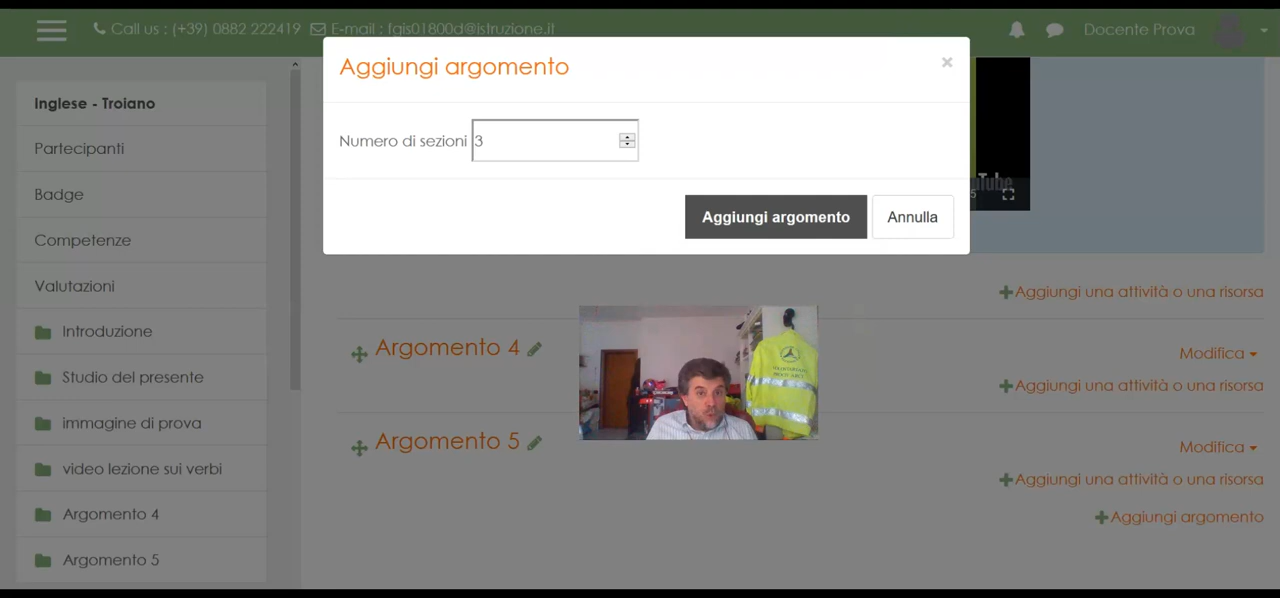 Call us : (+39) 0882 222419 E-mail : fgis01800d@istruzione.it
Docente Prova
Aggiungi argomento
×
Numero di sezioni 3
Aggiungi argomento
Annulla
Inglese - Troiano
Partecipanti
Badge
Competenze
Valutazioni
Introduzione
Studio del presente
immagine di prova
video lezione sui verbi
Argomento 4
Argomento 5
Aggiungi una attività o una risorsa
Argomento 4
Modifica
Aggiungi una attività o una risorsa
Argomento 5
Modifica
Aggiungi una attività o una risorsa
Aggiungi argomento